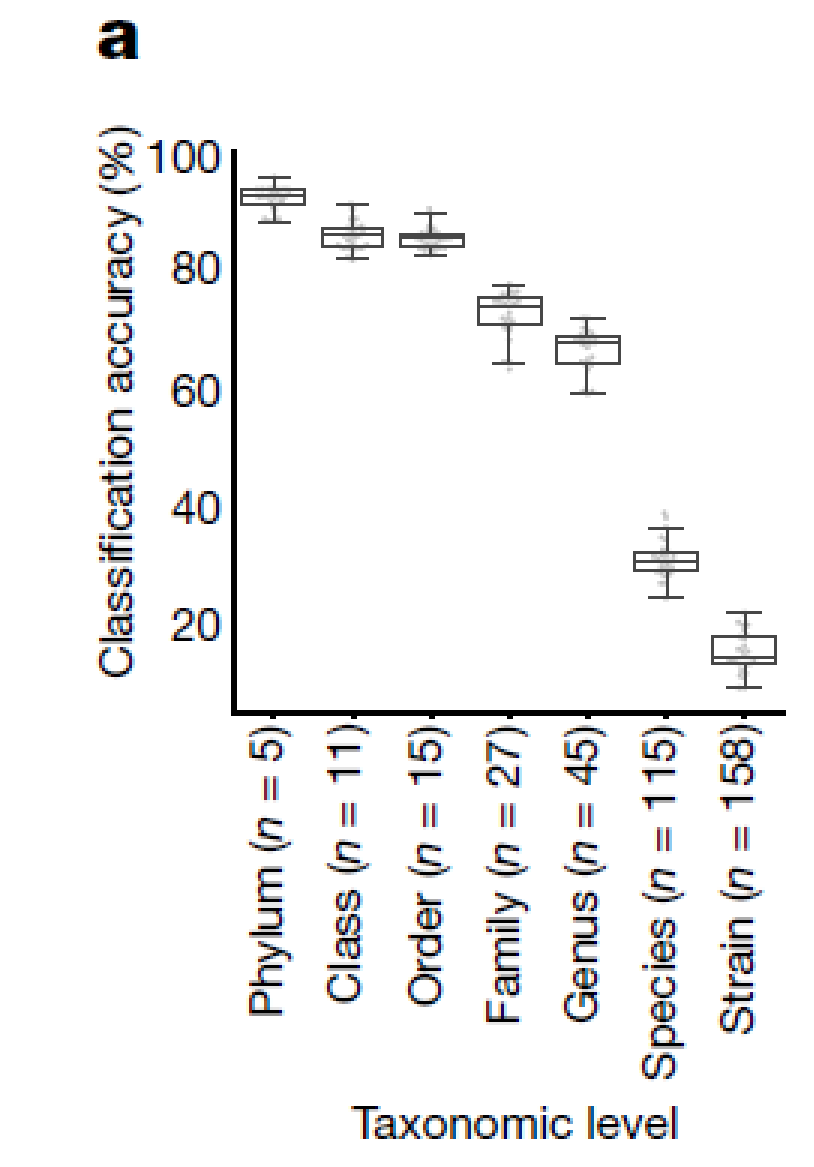 a
Classification accuracy (%)
100
80
60
40
20
Phylum (n = 5)
Class (n = 11)
Order (n = 15)
Family (n = 27)
Genus (n = 45)
Species (n = 115)
Strain (n = 158)
Taxonomic level